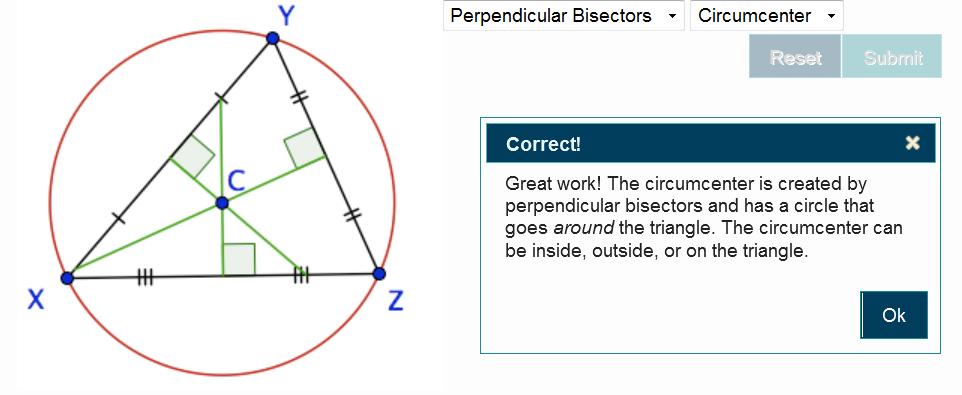 Y
C
X
Z
Perpendicular Bisectors Circumcenter
Reset Submit
Correct!
Great work! The circumcenter is created by
perpendicular bisectors and has a circle that
goes around the triangle. The circumcenter can
be inside, outside, or on the triangle.
Ok